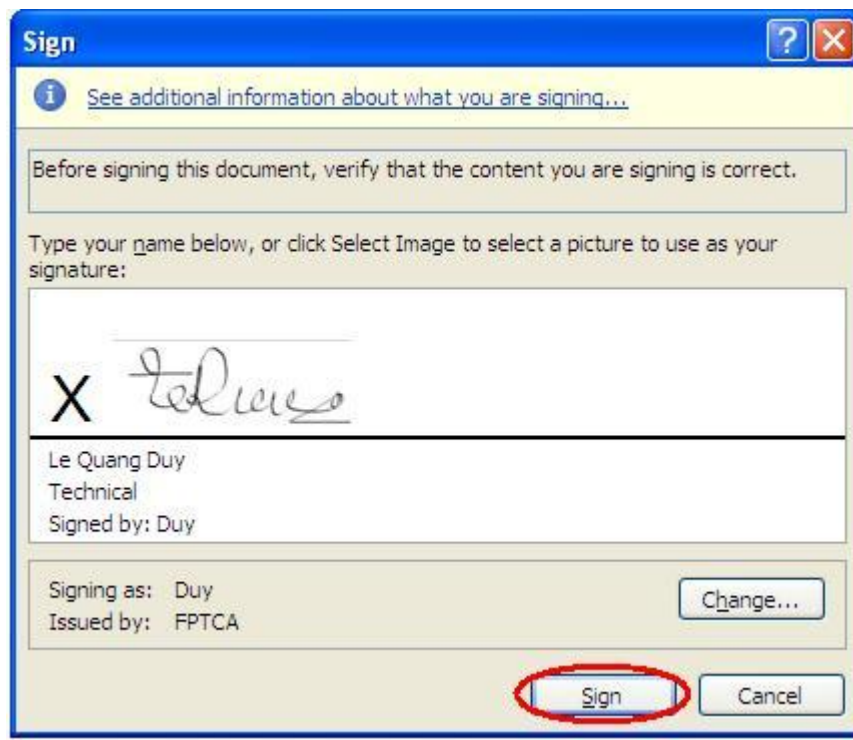 Sign
?
See additional information about what you are signing...
Before signing this document, verify that the content you are signing is correct.
Type your name below, or click Select Image to select a picture to use as your
signature:
X
Le Quang Duy
Technical
Signed by: Duy
Signing as: Duy
Issued by: FPTCA
Change...
Sign
Cancel